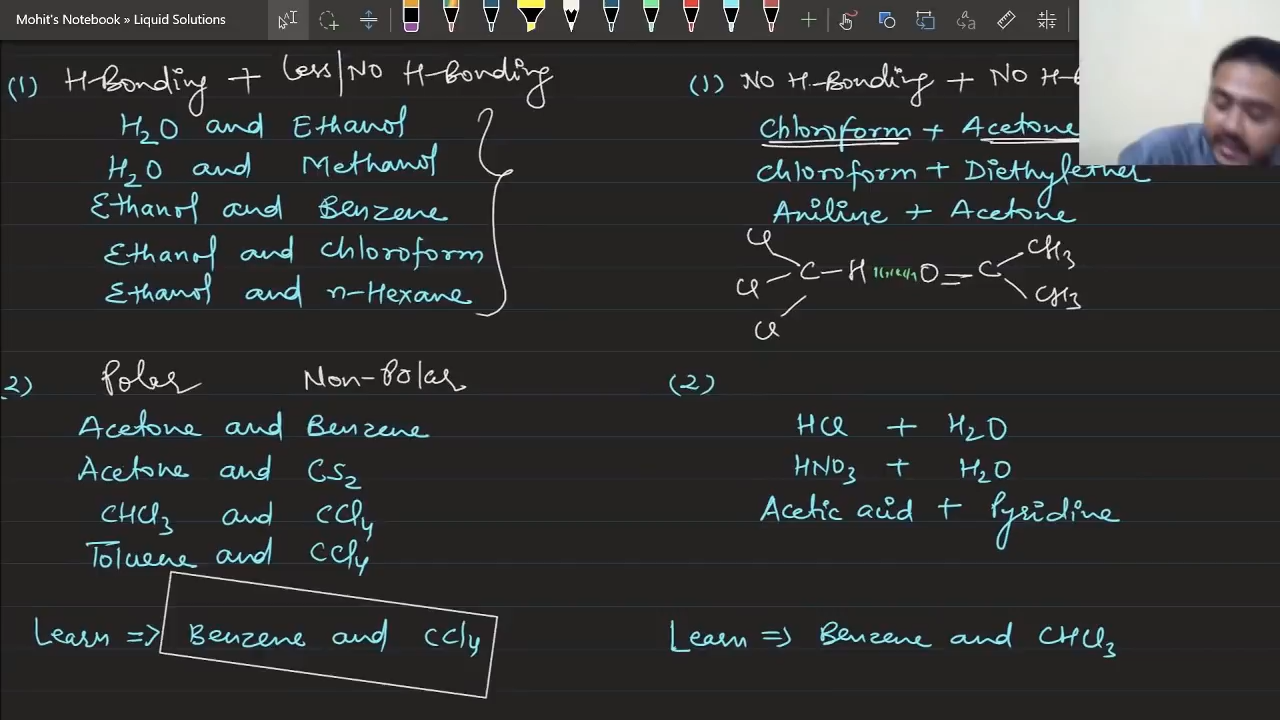 Mohit's Notebook » Liquid Solutions
(1) H-Bonding + Less/NO H-Bonding
H₂O and Ethanol
H₂O and Methanol
Ethanol and Benzene
Ethanol and Chloroform
Ethanol and n-Hexane
2) Polar Non-Polar
Acetone and Benzene
Acetone and CS₂
CHCl₃ and CCl₄
Toluene and CCl₄
Learn => Benzene and CCl₄
(1) NO H-Bonding + NO
Chloroform + Acetone
Chloroform + Diethylether
Aniline + Acetone
Cl CH₃
Cl C – H O = C
Cl CH₃
(2)
HCl + H₂O
HNO₃ + H₂O
Acetic acid + Pyridine
Learn => Benzene and CHCl₃